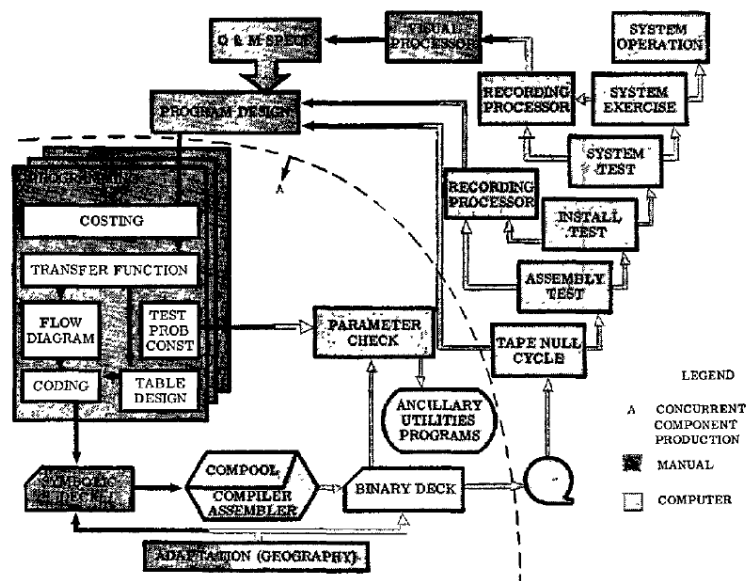 O & M SPECS
VISUAL
PROCESSOR
SYSTEM
OPERATION
PROGRAM DESIGN
RECORDING
PROCESSOR
SYSTEM
EXERCISE
SYSTEM
TEST
A
RECORDING
PROCESSOR
COSTING
INSTALL
TEST
TRANSFER FUNCTION
ASSEMBLY
TEST
FLOW
DIAGRAM
TEST
PROB
CONST
PARAMETER
CHECK
TAPE NULL
CYCLE
CODING
TABLE
DESIGN
ANCILLARY
UTILITIES
PROGRAMS
LEGEND
A CONCURRENT
COMPONENT
PRODUCTION
MANUAL
COMPUTER
SYMBOLIC
COMPOOL
COMPILER
ASSEMBLER
BINARY DECK
ADAPTATION (GEOGRAPHY)